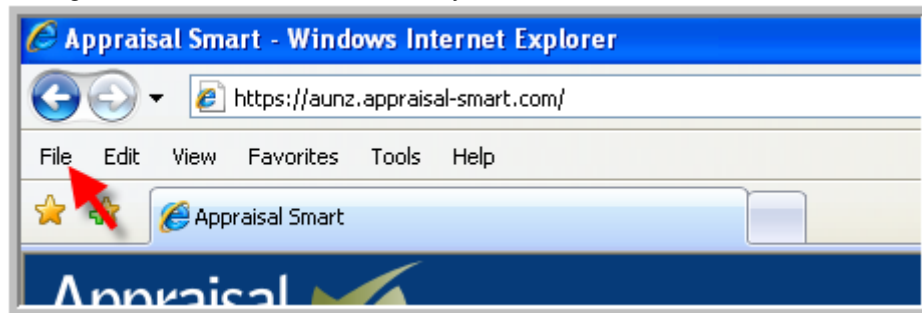 Appraisal Smart - Windows Internet Explorer
https://aunz.appraisal-smart.com/
File Edit View Favorites Tools Help
Appraisal Smart
Appraisal